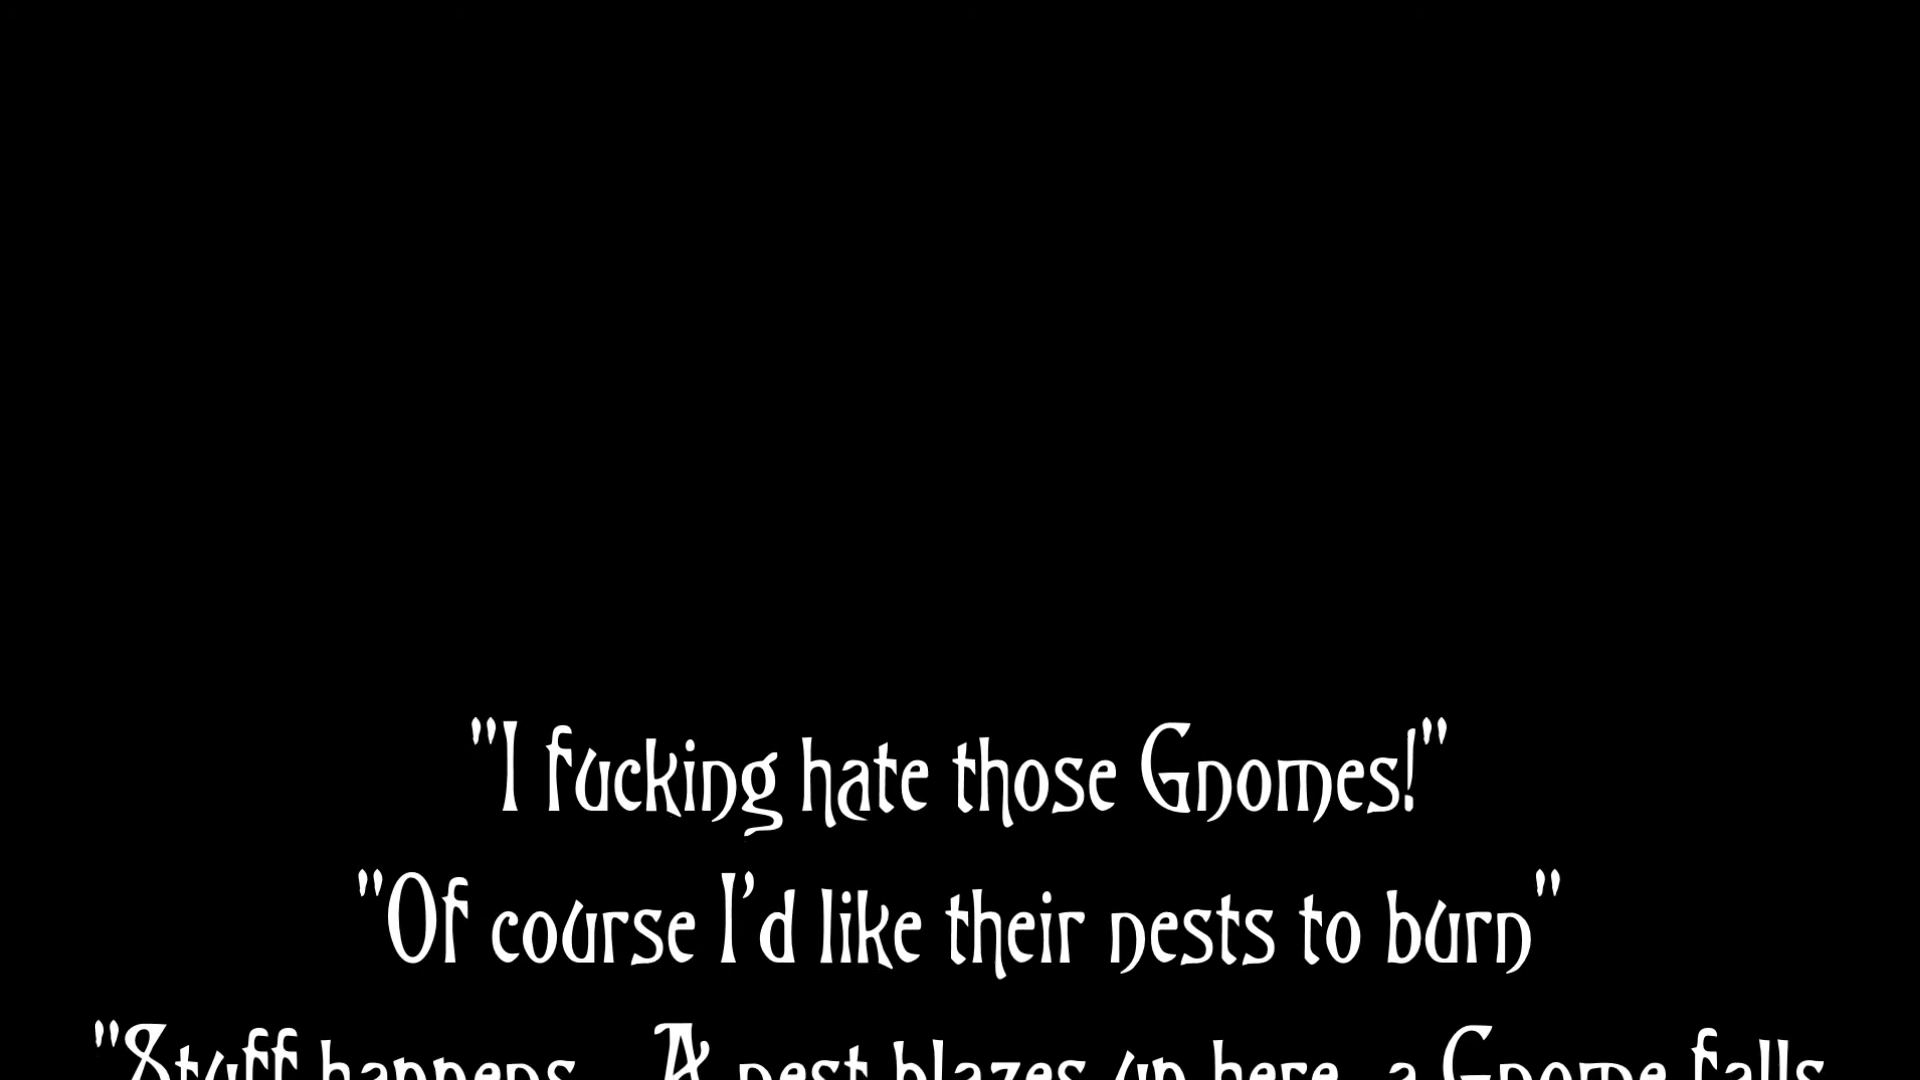 "I fucking hate those Gnomes!"
"Of course I'd like their nests to burn"
"Stuff happens. A nest blazes up here, a Gnome falls